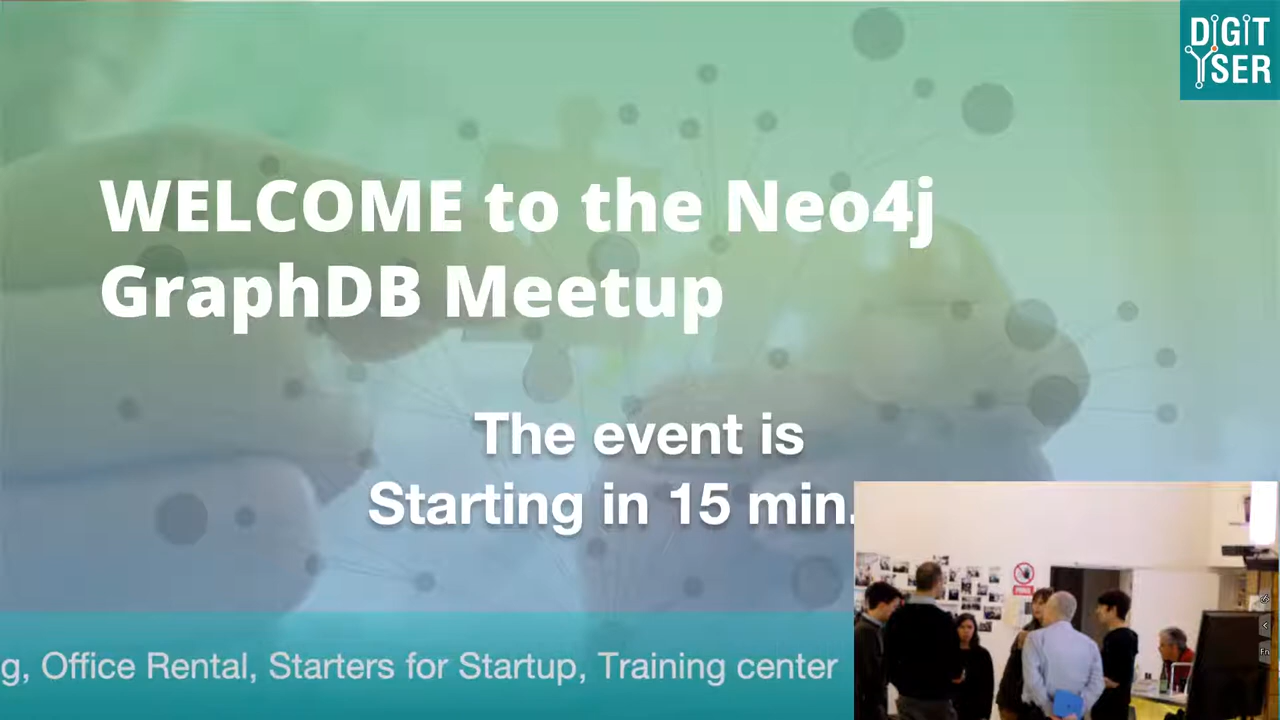 DIGIT
YSER
WELCOME to the Neo4j
GraphDB Meetup
The event is
Starting in 15 min.
g, Office Rental, Starters for Startup, Training center
En